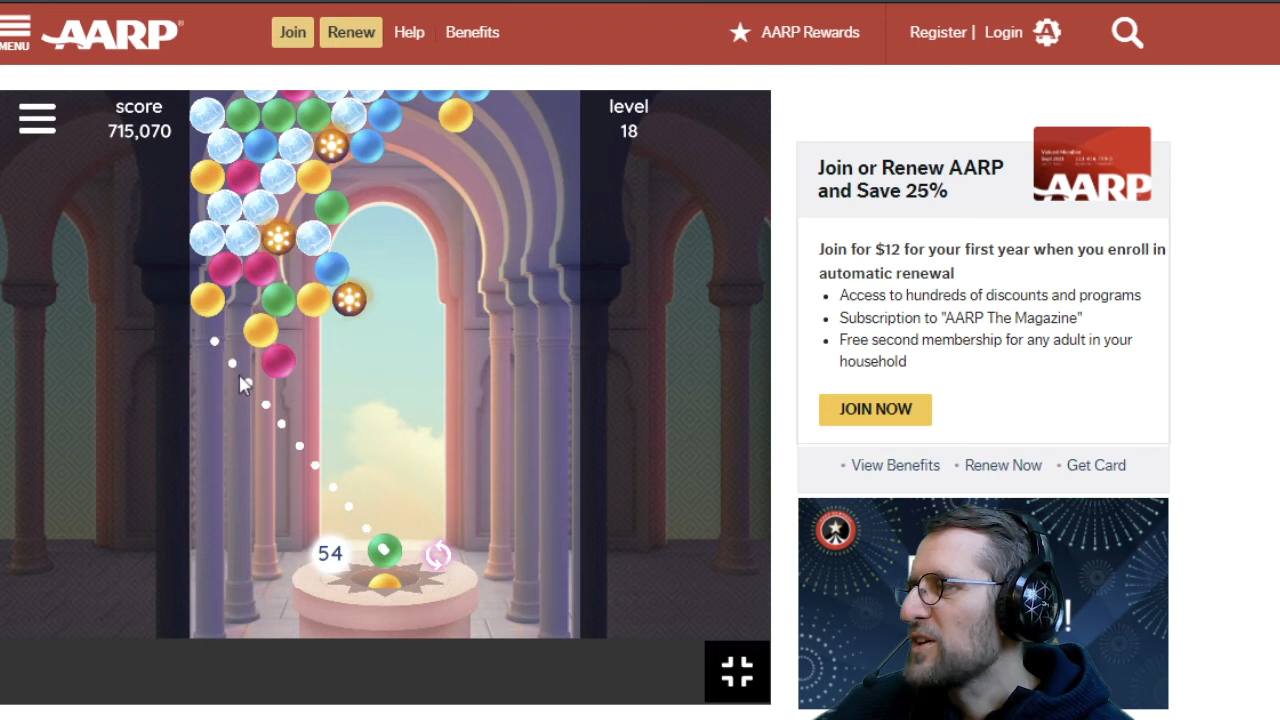 MENU
AARP
Join
Renew
Help
Benefits
AARP Rewards
Register |
Login
score
715,070
level
18
54
Join or Renew AARP
and Save 25%
AARP
Join for $12 for your first year when you enroll in
automatic renewal
• Access to hundreds of discounts and programs
• Subscription to "AARP The Magazine"
• Free second membership for any adult in your
household
JOIN NOW
• View Benefits
• Renew Now
• Get Card